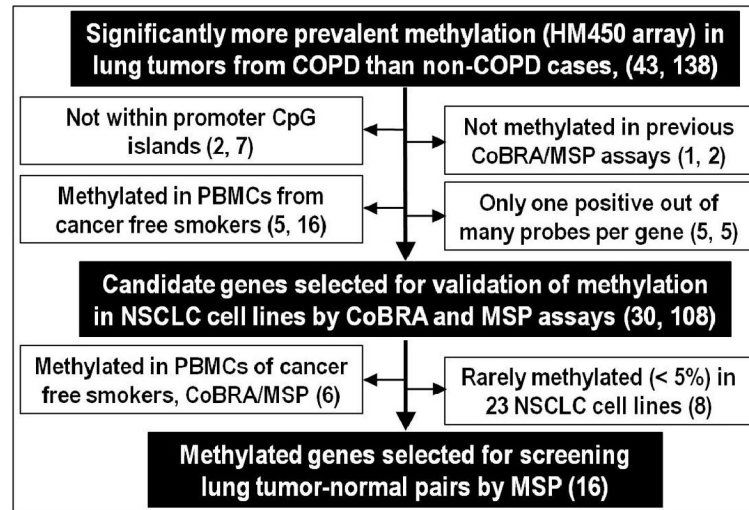 Significantly more prevalent methylation (HM450 array) in
lung tumors from COPD than non-COPD cases, (43, 138)
Not within promoter CpG
islands (2, 7)
Not methylated in previous
CoBRA/MSP assays (1, 2)
Methylated in PBMCs from
cancer free smokers (5, 16)
Only one positive out of
many probes per gene (5, 5)
Candidate genes selected for validation of methylation
in NSCLC cell lines by CoBRA and MSP assays (30, 108)
Methylated in PBMCs of cancer
free smokers, CoBRA/MSP (6)
Rarely methylated (< 5%) in
23 NSCLC cell lines (8)
Methylated genes selected for screening
lung tumor-normal pairs by MSP (16)